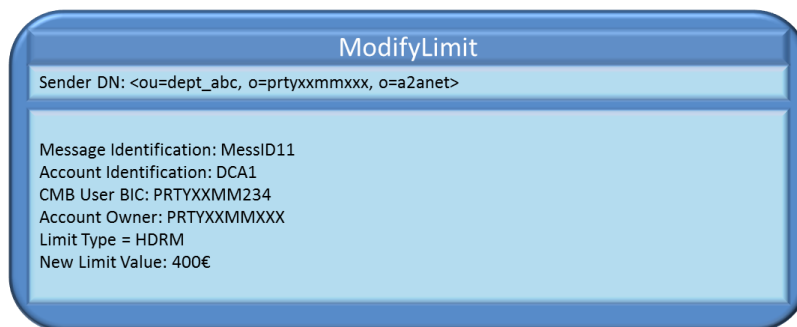 ModifyLimit
Sender DN: <ou=dept_abc, o=prtyxxmmxxx, o=a2anet>
Message Identification: MessID11
Account Identification: DCA1
CMB User BIC: PRTYXXMM234
Account Owner: PRTYXXMMXXX
Limit Type = HDRM
New Limit Value: 400€